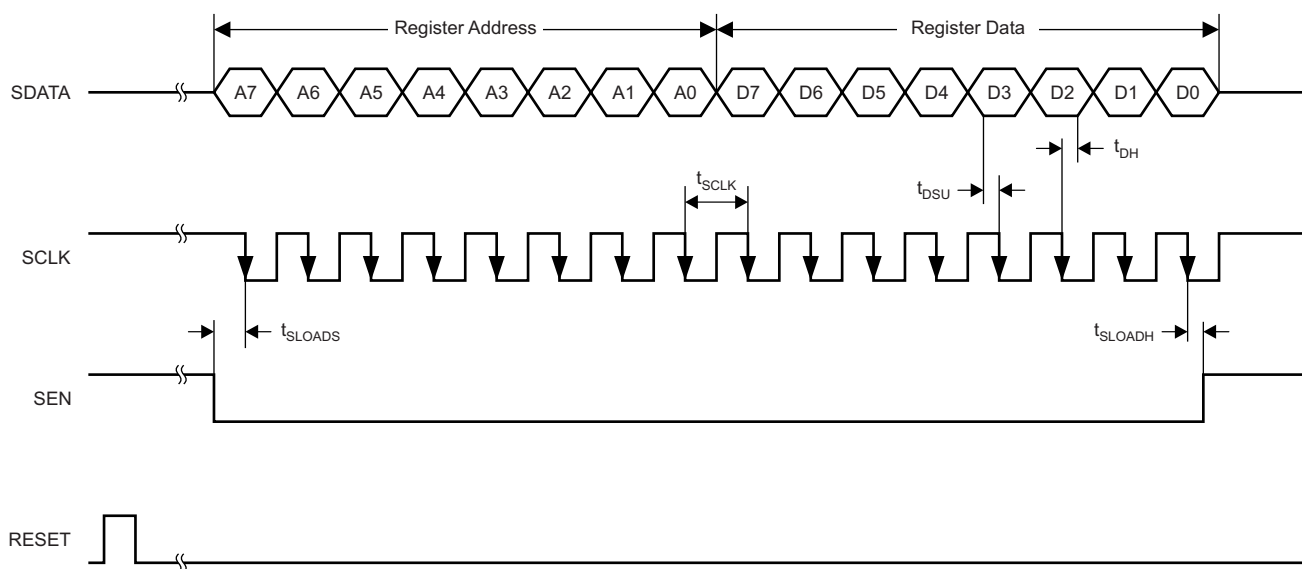 Register Address Register Data
SDATA A7 A6 A5 A4 A3 A2 A1 A0 D7 D6 D5 D4 D3 D2 D1 D0
tDH
tSCLK tDSU
SCLK
tSLOADS tSLOADH
SEN
RESET